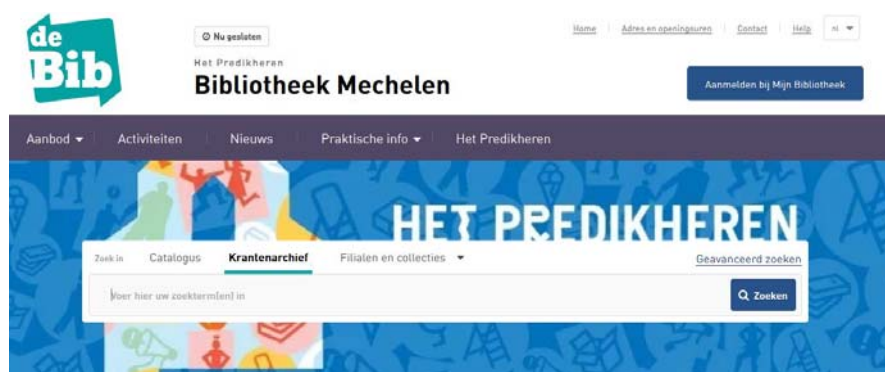 de
Bib
Nu gesloten
Home Adres en openingsuren Contact Help nl
Het Predikheren
Bibliotheek Mechelen
Aanmelden bij Mijn Bibliotheek
Aanbod Activiteiten Nieuws Praktische info Het Predikheren
HET PREDIKHEREN
Zoek in Catalogus Krantenarchief Filialen en collecties Geavanceerd zoeken
Voer hier uw zoekterm(en) in Zoeken